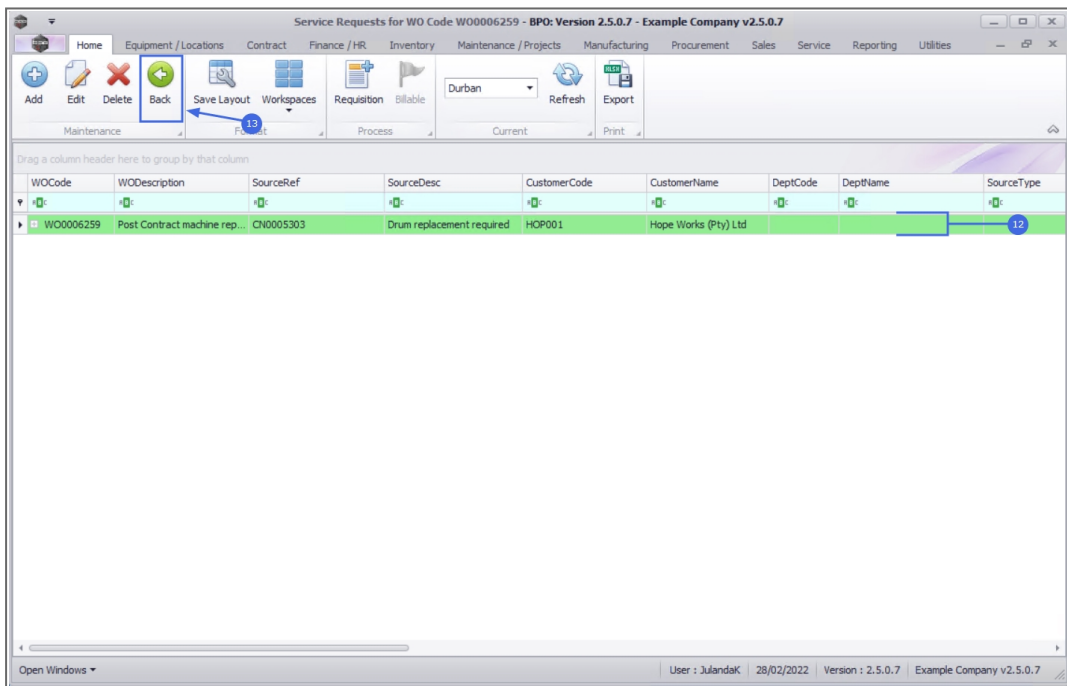 Service Requests for WO Code WO0006259 - BPO: Version 2.5.0.7 - Example Company v2.5.0.7
Home Equipment / Locations Contract Finance / HR Inventory Maintenance / Projects Manufacturing Procurement Sales Service Reporting Utilities
Add Edit Delete Back Save Layout Workspaces Requisition Billable Durban Refresh Export
13
Maintenance Format Process Current Print
Drag a column header here to group by that column
WOCode WODescription SourceRef SourceDesc CustomerCode CustomerName DeptCode DeptName SourceType
WO0006259 Post Contract machine rep... CN0005303 Drum replacement required HOP001 Hope Works (Pty) Ltd 12
Open Windows User : JulandaK 28/02/2022 Version : 2.5.0.7 Example Company v2.5.0.7